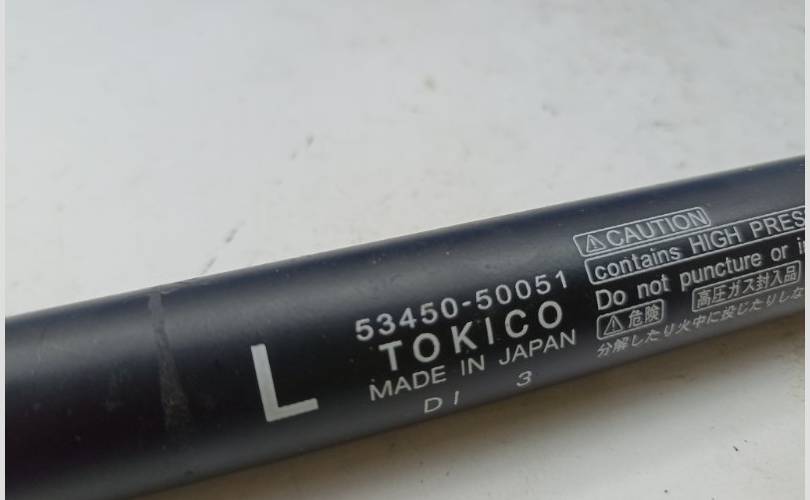 L
53450-50051
TOKICO
MADE IN JAPAN
DI 3
⚠CAUTION
contains HIGH PRES
Do not puncture or
⚠危険 高圧ガス封入品
分解したり火中に投じたりしな